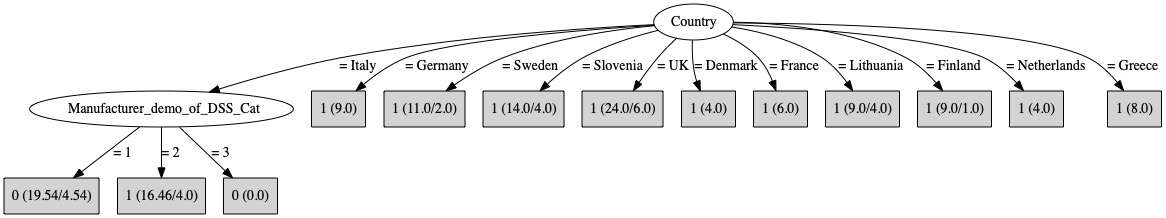 Country
= Italy = Germany = Sweden = Slovenia = UK = Denmark = France = Lithuania = Finland = Netherlands = Greece
Manufacturer_demo_of_DSS_Cat 1 (9.0) 1 (11.0/2.0) 1 (14.0/4.0) 1 (24.0/6.0) 1 (4.0) 1 (6.0) 1 (9.0/4.0) 1 (9.0/1.0) 1 (4.0) 1 (8.0)
= 1 = 2 = 3
0 (19.54/4.54) 1 (16.46/4.0) 0 (0.0)